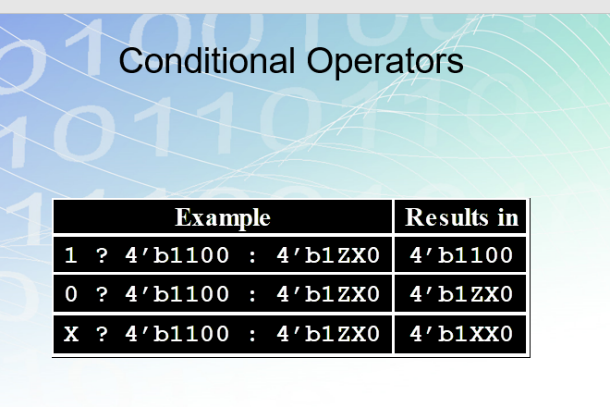 Conditional Operators
Example Results in
1 ? 4′b1100 : 4′b1ZX0 4′b1100
0 ? 4′b1100 : 4′b1ZX0 4′b1ZX0
X ? 4′b1100 : 4′b1ZX0 4′b1XX0